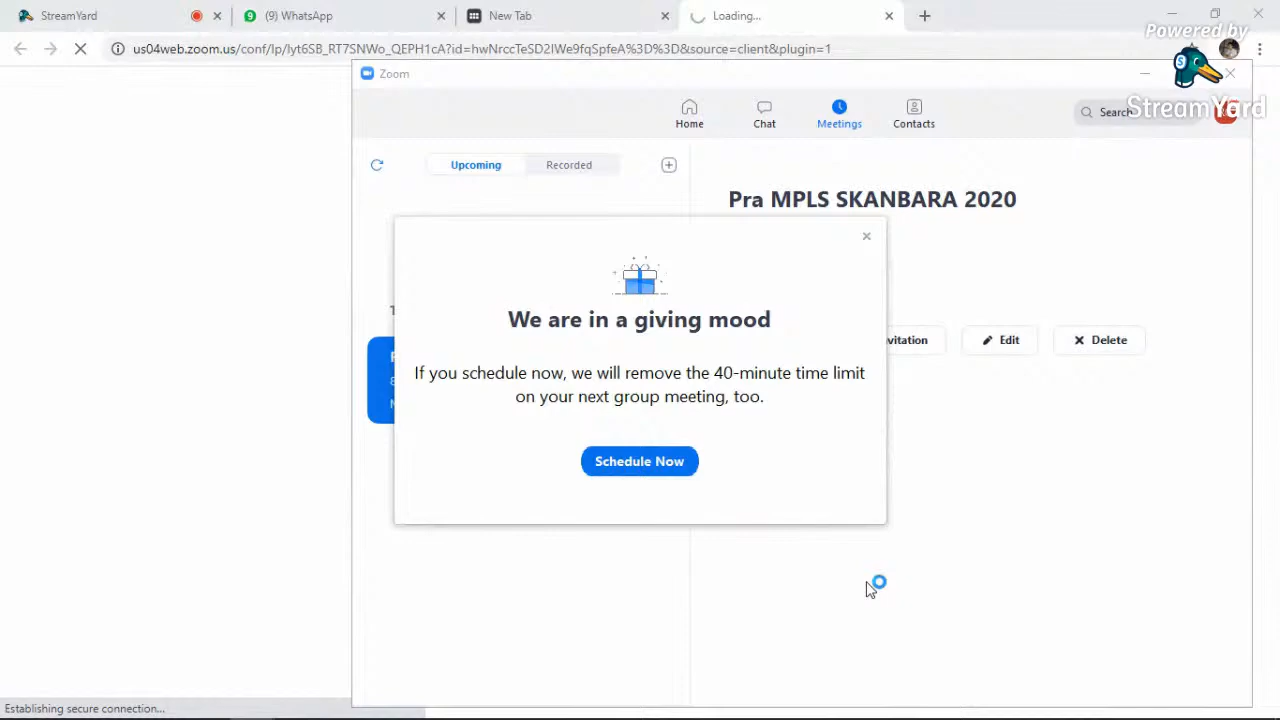 StreamYard
(9) WhatsApp
New Tab
Loading...
us04web.zoom.us/conf/lp/lyt6SB_RT7SNWo_QEPH1cA?id=hwNrccTeSD2IWe9fqSpfeA%3D%3D&source=client&plugin=1
Powered by
StreamYard
Zoom
Home
Chat
Meetings
Contacts
Search
Upcoming
Recorded
Pra MPLS SKANBARA 2020
We are in a giving mood
If you schedule now, we will remove the 40-minute time limit
on your next group meeting, too.
Schedule Now
Edit
Delete
Establishing secure connection...